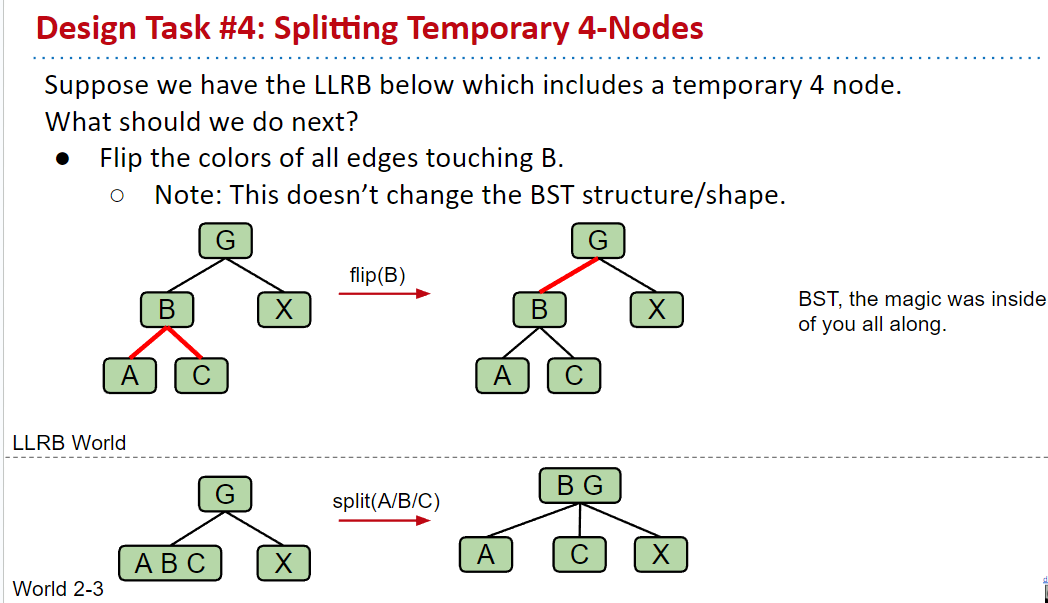 Design Task #4: Splitting Temporary 4-Nodes
Suppose we have the LLRB below which includes a temporary 4 node.
What should we do next?
● Flip the colors of all edges touching B.
○ Note: This doesn’t change the BST structure/shape.
G
B X
A C
flip(B)
G
B X
A C
BST, the magic was inside
of you all along.
LLRB World
G
A B C X
split(A/B/C)
B G
A C X
World 2-3